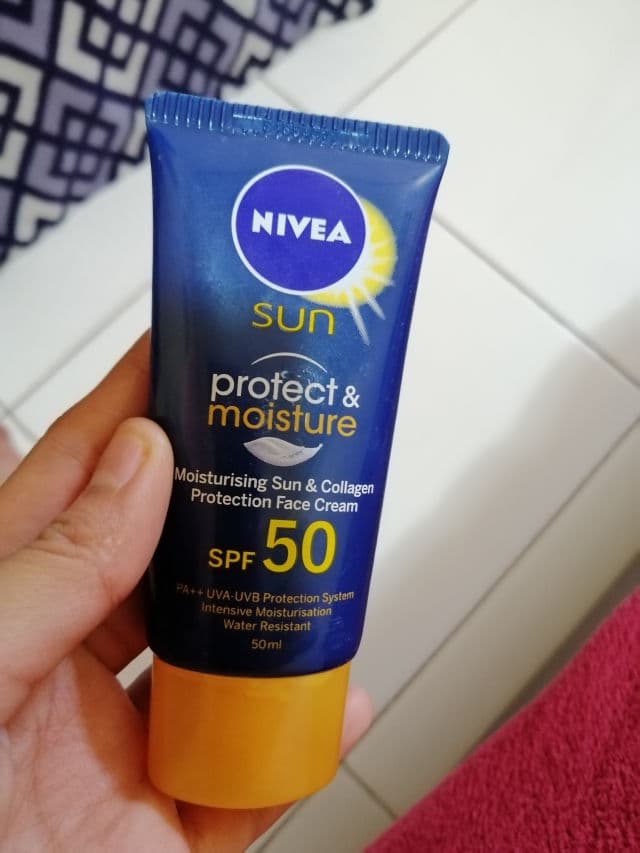 NIVEA
sun
protect &
moisture
Moisturising Sun & Collagen
Protection Face Cream
SPF 50
PA++ UVA-UVB Protection System
Intensive Moisturisation
Water Resistant
50ml